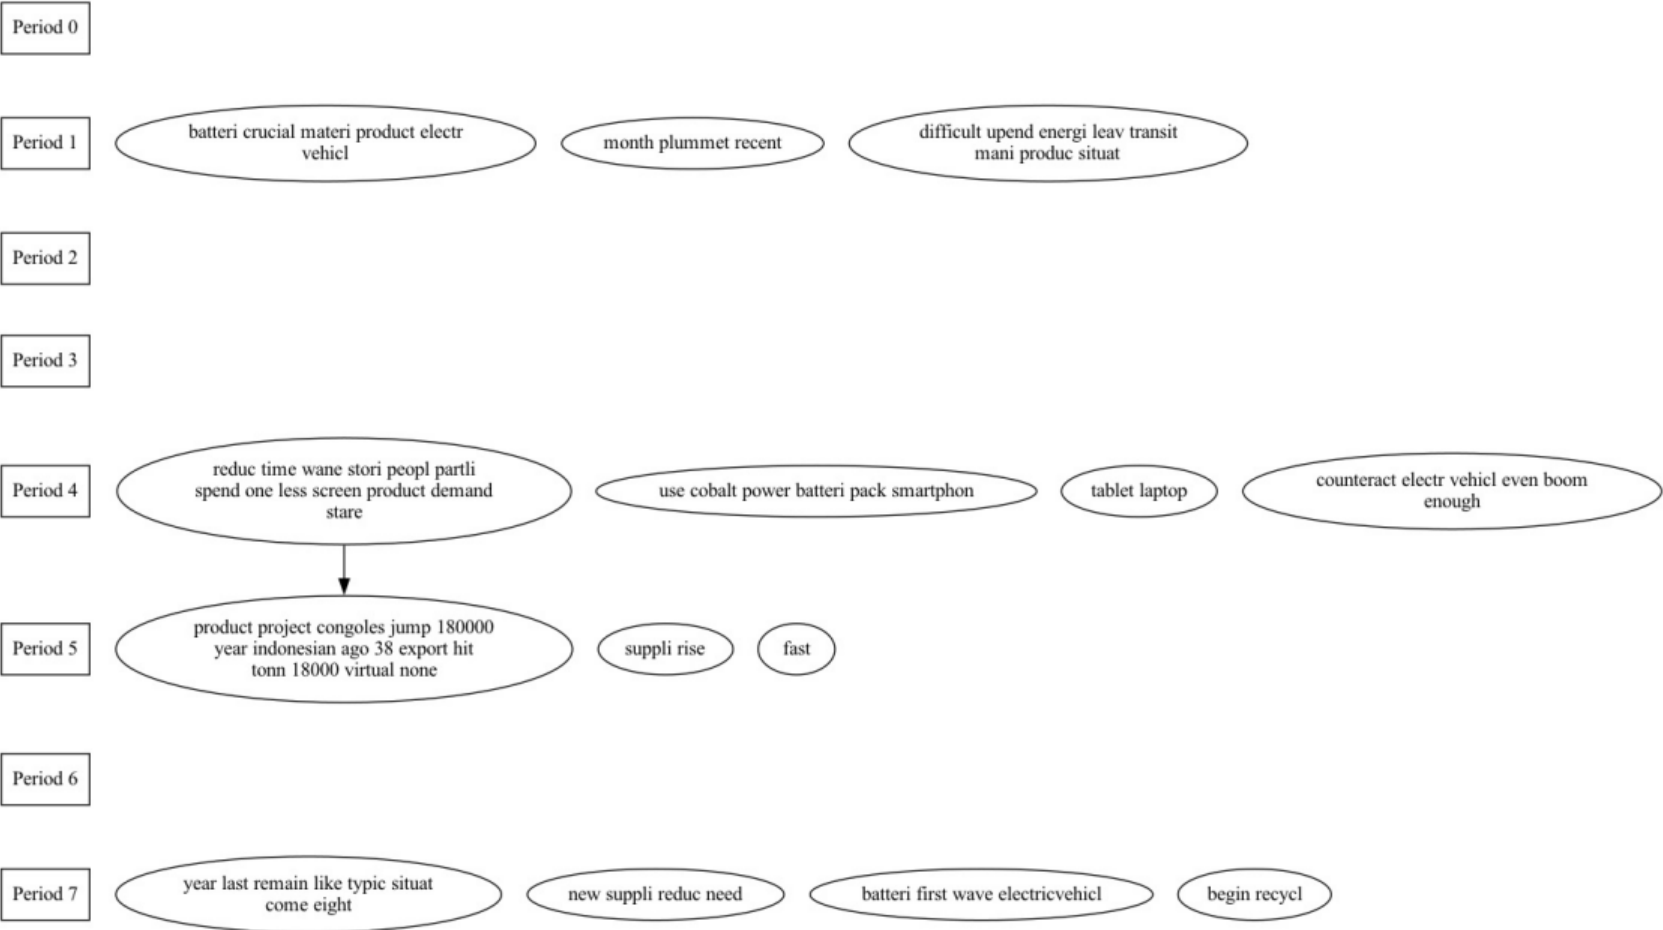 Period 0
Period 1
batteri crucial materi product electr
vehicl
month plummet recent
difficult upend energi leav transit
mani produc situat
Period 2
Period 3
Period 4
reduc time wane stori peopl partli
spend one less screen product demand
stare
use cobalt power batteri pack smartphon
tablet laptop
counteract electr vehicl even boom
enough
Period 5
product project congoles jump 180000
year indonesian ago 38 export hit
tonn 18000 virtual none
suppli rise
fast
Period 6
Period 7
year last remain like typic situat
come eight
new suppli reduc need
batteri first wave electricvehicl
begin recycl